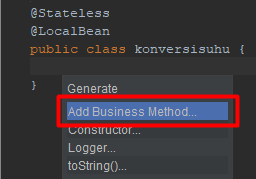 @Stateless
@LocalBean
public class konversisuhu {
}
Generate
Add Business Method...
Constructor...
Logger...
toString()...